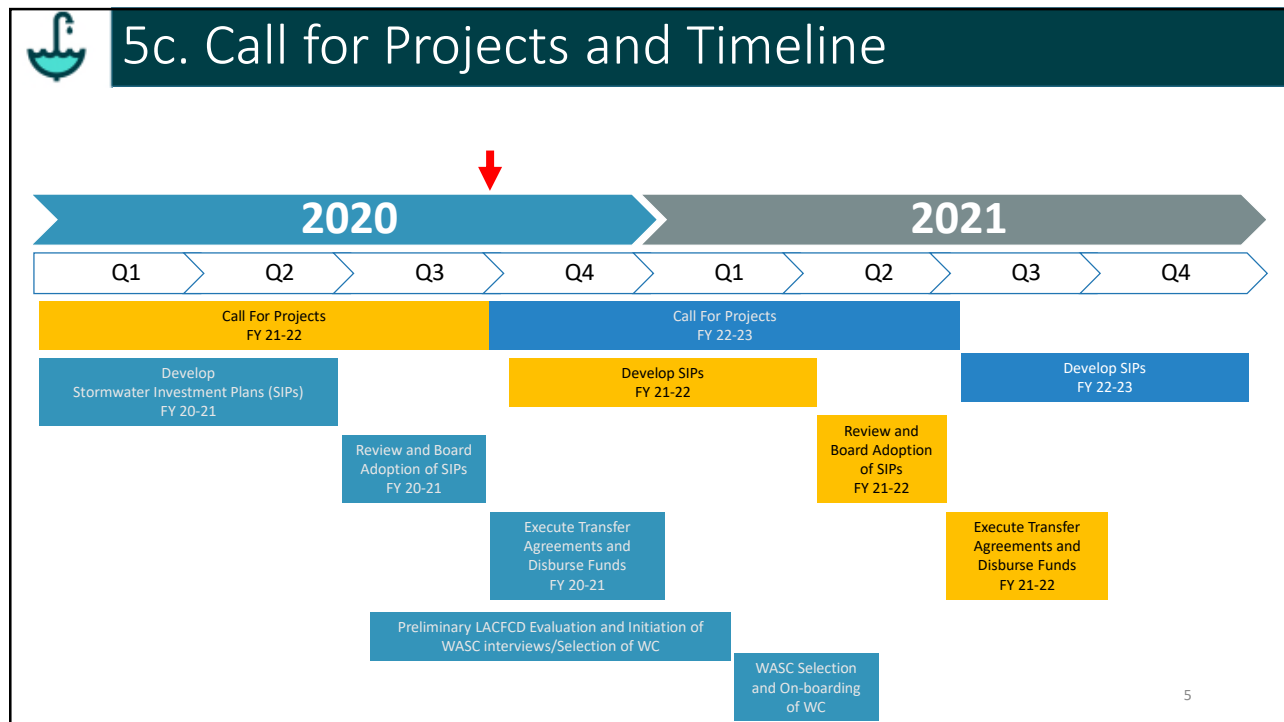 5c. Call for Projects and Timeline
2020
2021
Q1
Q2
Q3
Q4
Q1
Q2
Q3
Q4
Call For Projects
FY 21-22
Call For Projects
FY 22-23
Develop
Stormwater Investment Plans (SIPs)
FY 20-21
Develop SIPs
FY 21-22
Develop SIPs
FY 22-23
Review and Board
Adoption of SIPs
FY 20-21
Review and
Board Adoption
of SIPs
FY 21-22
Execute Transfer
Agreements and
Disburse Funds
FY 20-21
Execute Transfer
Agreements and
Disburse Funds
FY 21-22
Preliminary LACFCD Evaluation and Initiation of
WASC interviews/Selection of WC
WASC Selection
and On-boarding
of WC
5